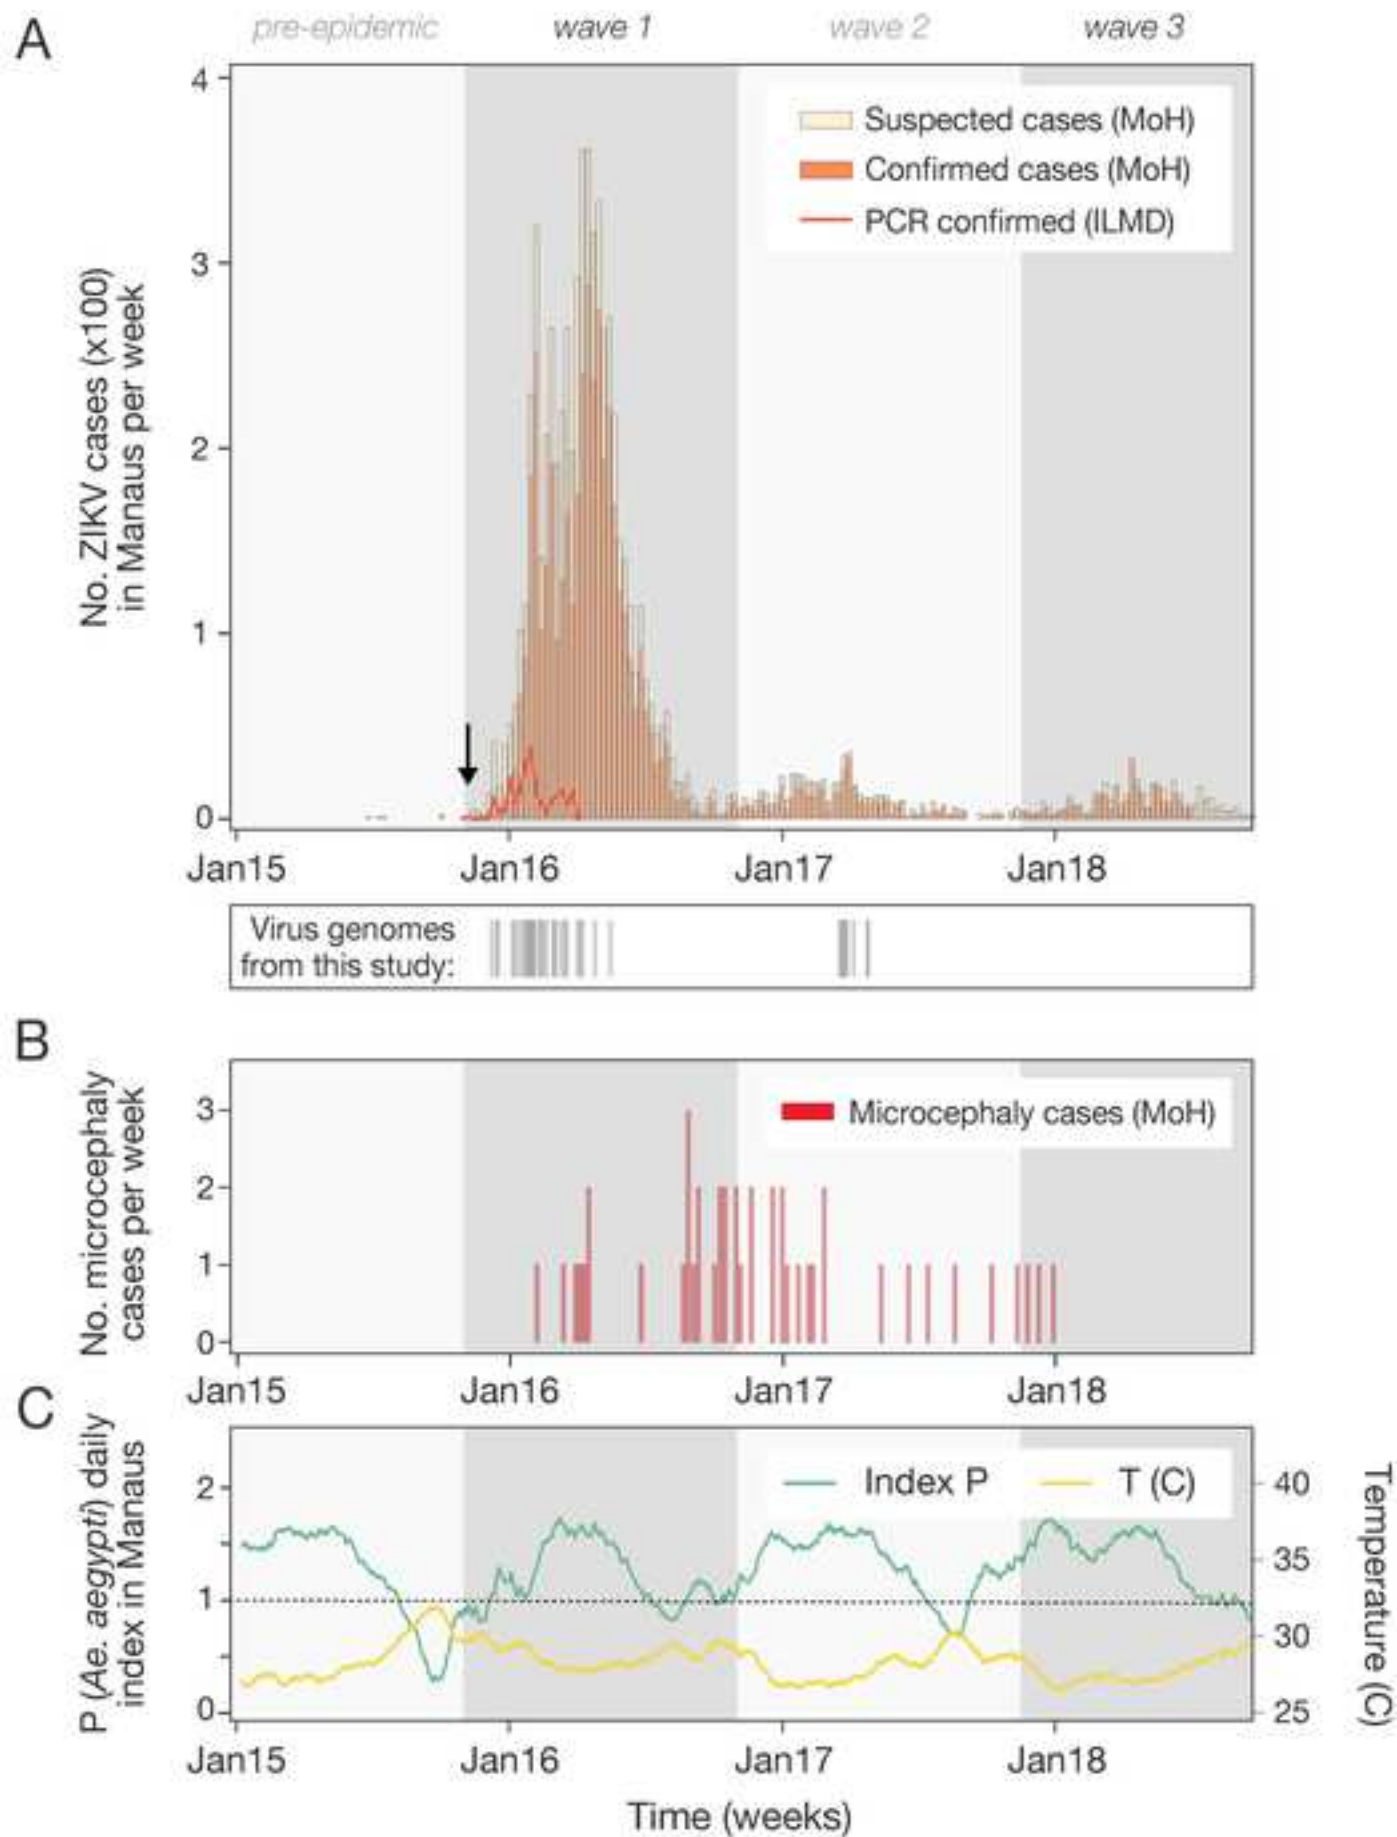 A
pre-epidemic wave 1 wave 2 wave 3
4
3
2
1
0
No. ZIKV cases (x100)
in Manaus per week
Suspected cases (MoH)
Confirmed cases (MoH)
PCR confirmed (ILMD)
Jan15 Jan16 Jan17 Jan18
Virus genomes
from this study:
B
No. microcephaly
cases per week
3
2
1
0
Microcephaly cases (MoH)
Jan15 Jan16 Jan17 Jan18
C
P (Ae. aegypti) daily
index in Manaus
2
1
0
Index P T (C)
40
35
30
25
Temperature (C)
Jan15 Jan16 Jan17 Jan18
Time (weeks)